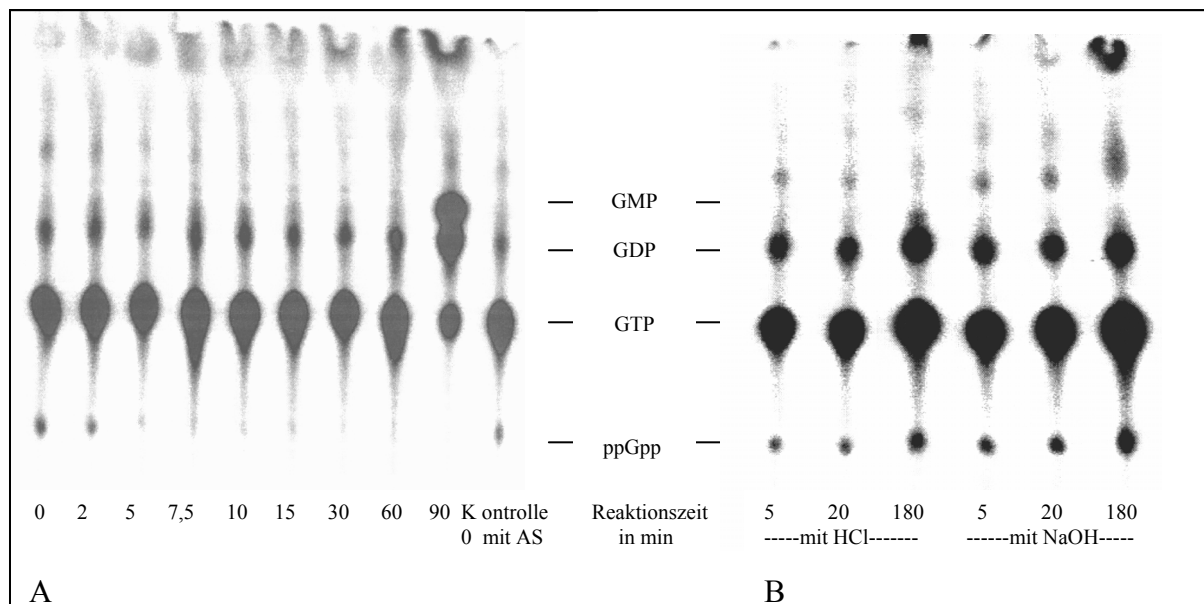 GMP
GDP
GTP
ppGpp
0 2 5 7,5 10 15 30 60 90 K ontrolle Reaktionszeit 5 20 180 5 20 180
0 mit AS in min -----mit HCl------- ------mit NaOH-----
A B